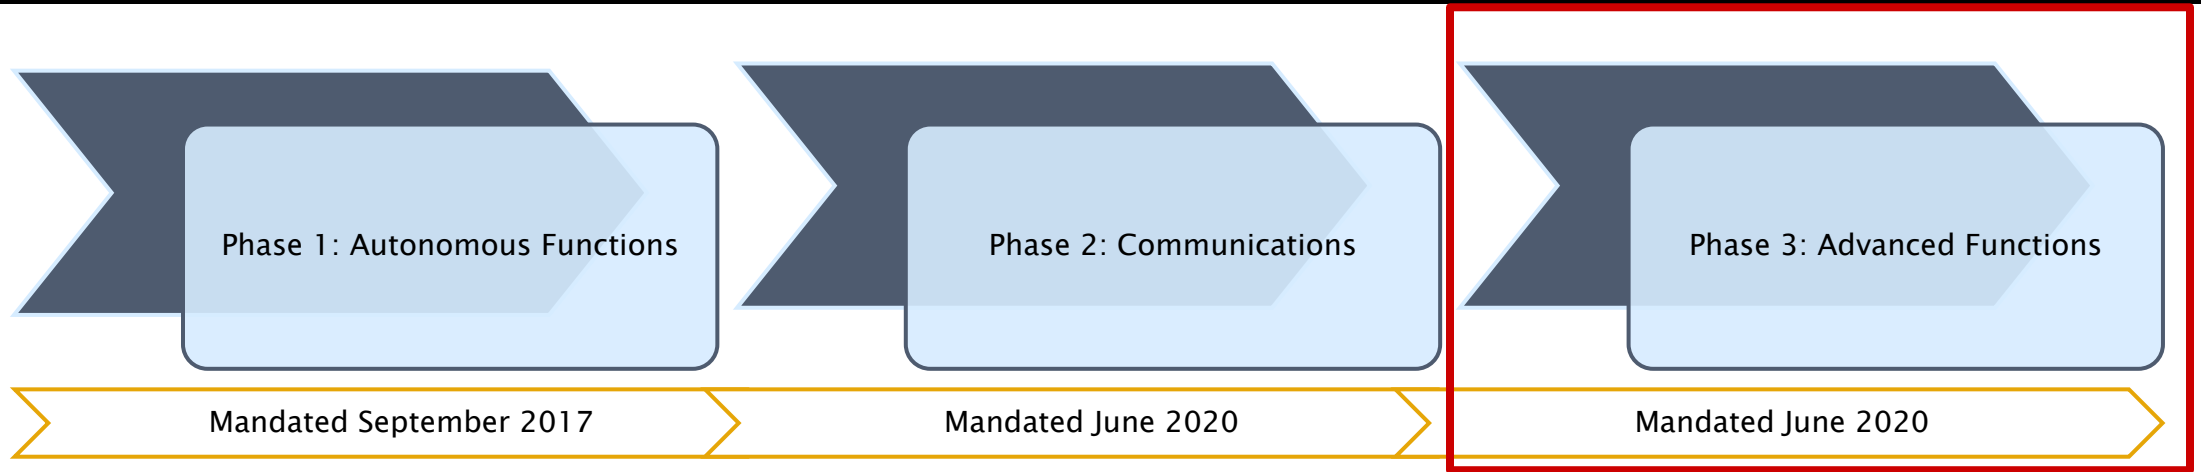 Phase 1: Autonomous Functions
Phase 2: Communications
Phase 3: Advanced Functions
Mandated September 2017
Mandated June 2020
Mandated June 2020